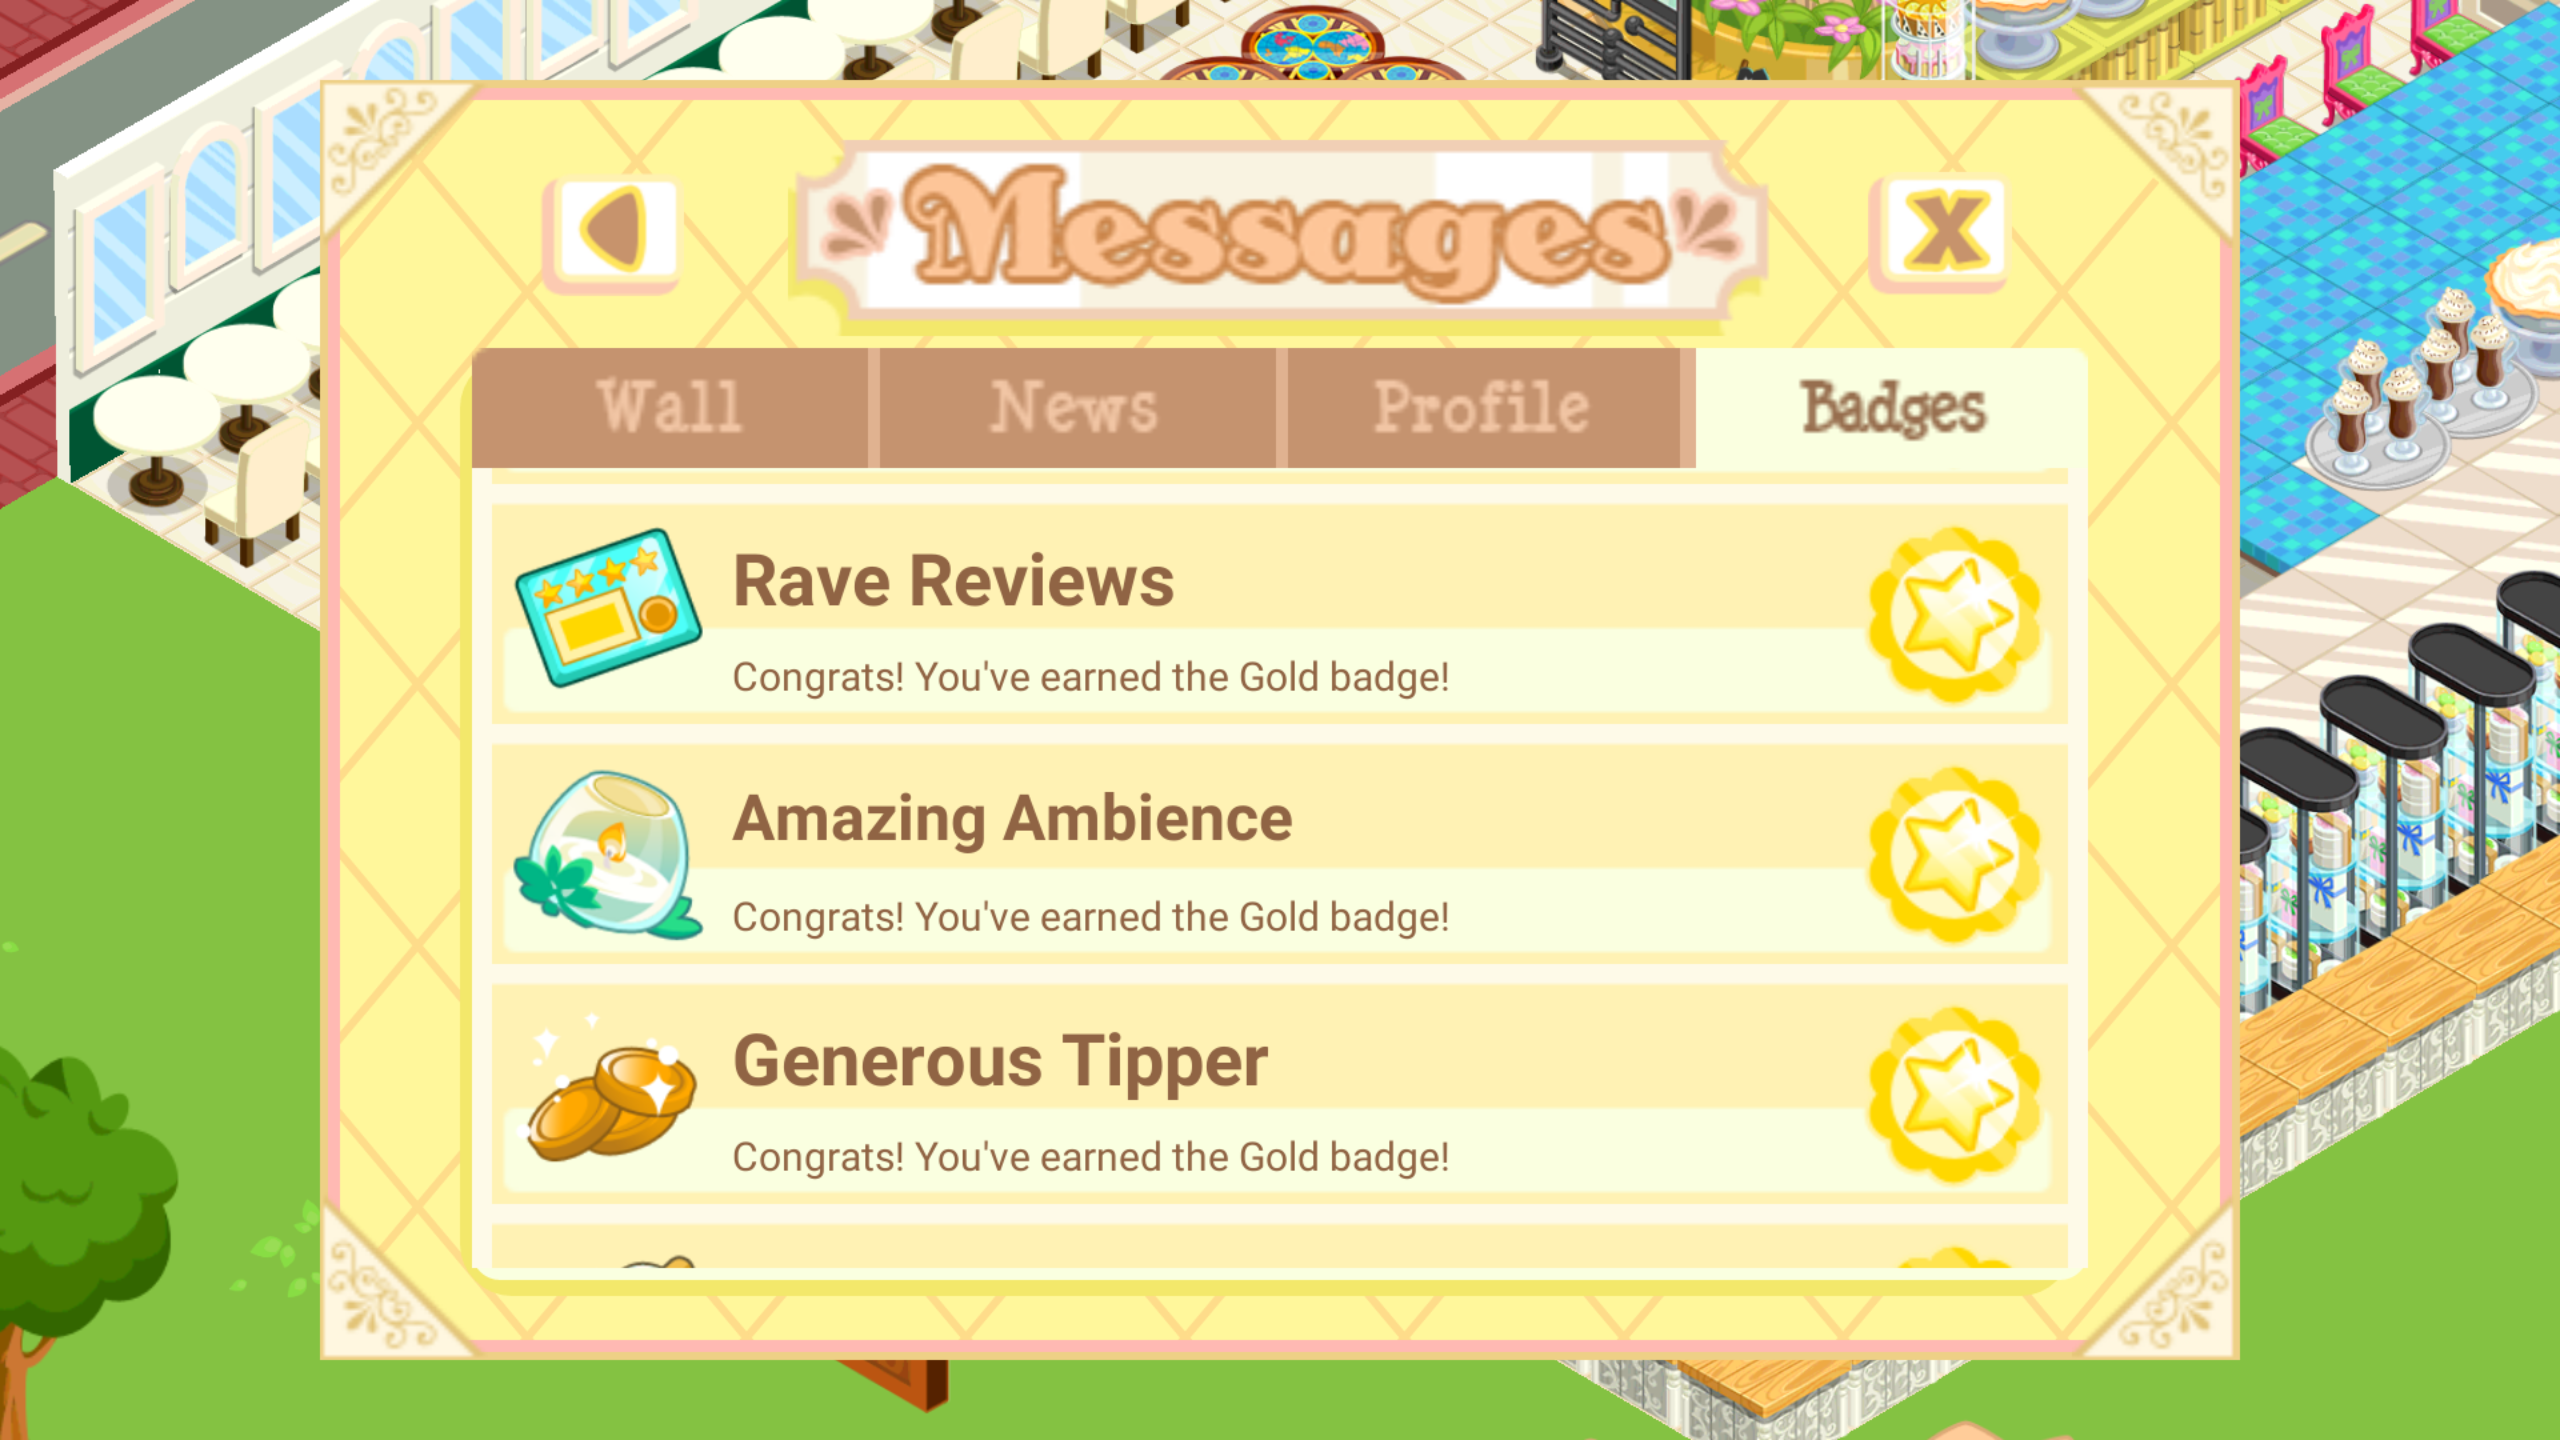 Messages
Wall
News
Profile
Badges
Rave Reviews
Congrats! You've earned the Gold badge!
Amazing Ambience
Congrats! You've earned the Gold badge!
Generous Tipper
Congrats! You've earned the Gold badge!